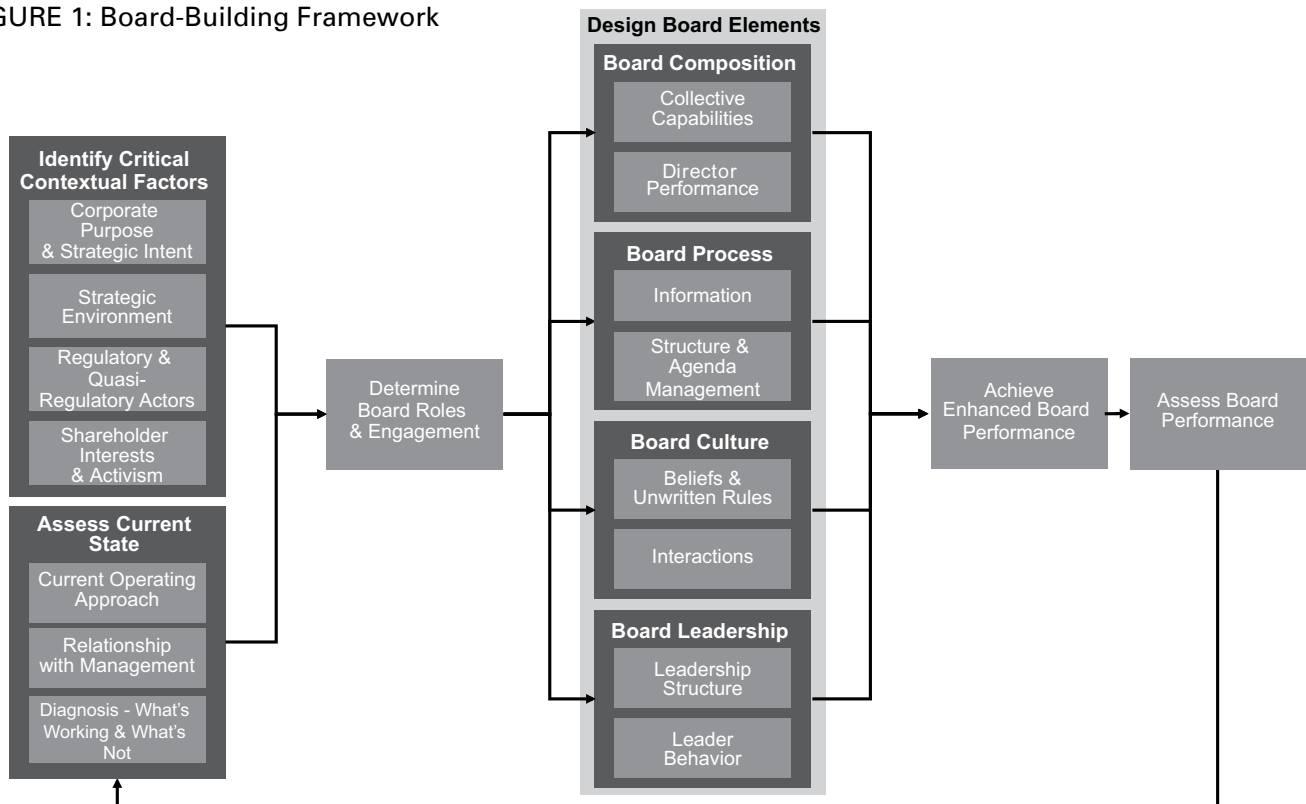 GURE 1: Board-Building Framework
Identify Critical
Contextual Factors
Corporate
Purpose
& Strategic Intent
Strategic
Environment
Regulatory &
Quasi-
Regulatory Actors
Shareholder
Interests
& Activism
Assess Current
State
Current Operating
Approach
Relationship
with Management
Diagnosis - What's
Working & What's
Not
Determine
Board Roles
& Engagement
Design Board Elements
Board Composition
Collective
Capabilities
Director
Performance
Board Process
Information
Structure &
Agenda
Management
Board Culture
Beliefs &
Unwritten Rules
Interactions
Board Leadership
Leadership
Structure
Leader
Behavior
Achieve
Enhanced Board
Performance
Assess Board
Performance